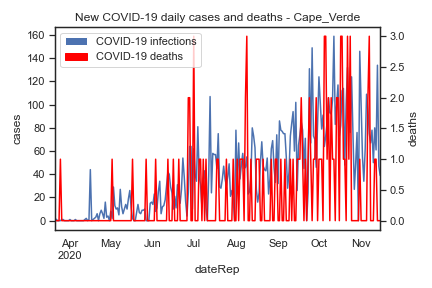 New COVID-19 daily cases and deaths - Cape_Verde
COVID-19 infections
COVID-19 deaths
160
140
120
100
80
60
40
20
0
cases
3.0
2.5
2.0
1.5
1.0
0.5
0.0
deaths
Apr May Jun Jul Aug Sep Oct Nov
2020
dateRep